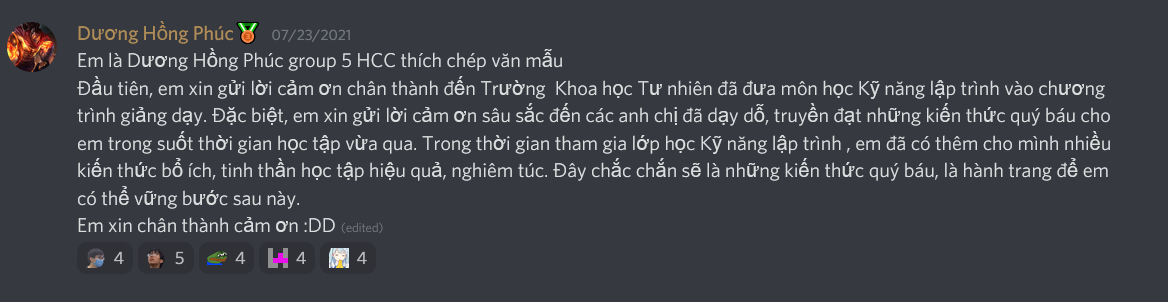 Dương Hồng Phúc 07/23/2021
Em là Dương Hồng Phúc group 5 HCC thích chép văn mẫu
Đầu tiên, em xin gửi lời cảm ơn chân thành đến Trường Khoa học Tư nhiên đã đưa môn học Kỹ năng lập trình vào chương
trình giảng dạy. Đặc biệt, em xin gửi lời cảm ơn sâu sắc đến các anh chị đã dạy dỗ, truyền đạt những kiến thức quý báu cho
em trong suốt thời gian học tập vừa qua. Trong thời gian tham gia lớp học Kỹ năng lập trình , em đã có thêm cho mình nhiều
kiến thức bổ ích, tinh thần học tập hiệu quả, nghiêm túc. Đây chắc chắn sẽ là những kiến thức quý báu, là hành trang để em
có thể vững bước sau này.
Em xin chân thành cảm ơn :DD (edited)
4 5 4 4 4